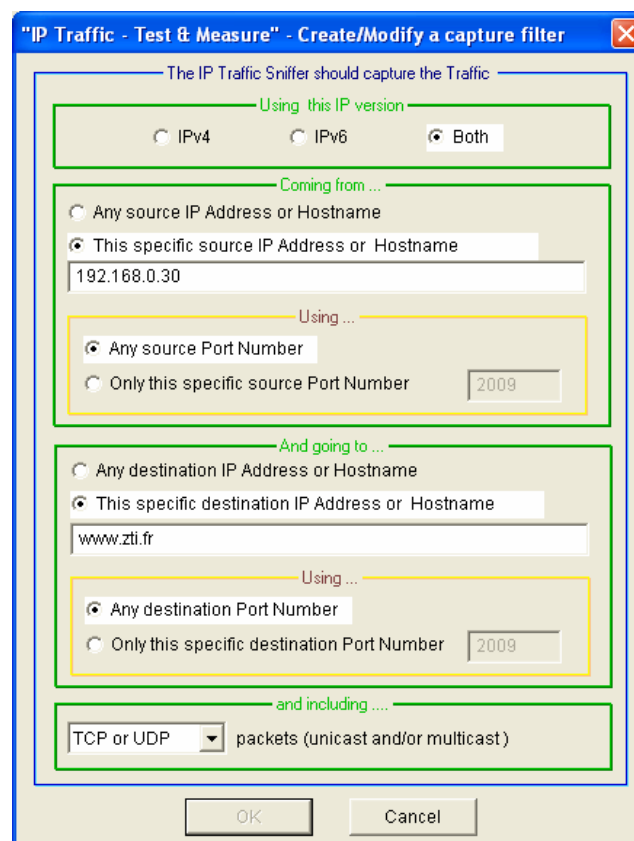 "IP Traffic - Test & Measure" - Create/Modify a capture filter
The IP Traffic Sniffer should capture the Traffic
Using this IP version
IPv4 IPv6 Both
Coming from ...
Any source IP Address or Hostname
This specific source IP Address or Hostname
192.168.0.30
Using ...
Any source Port Number
Only this specific source Port Number 2009
And going to ...
Any destination IP Address or Hostname
This specific destination IP Address or Hostname
www.zti.fr
Using ...
Any destination Port Number
Only this specific destination Port Number 2009
and including ....
TCP or UDP packets (unicast and/or multicast )
OK Cancel